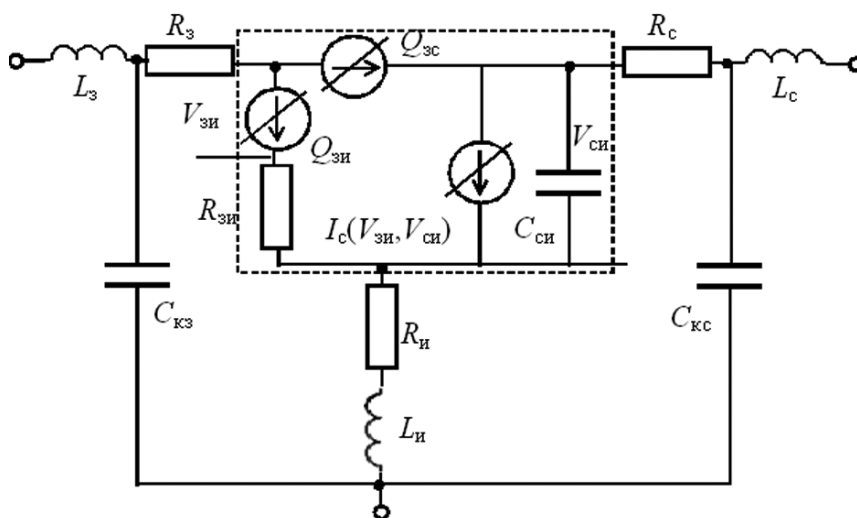 Rз
Qзс
Rс
Lз
Lс
Vзи
Vси
Qзи
Rзи
Iс(Vзи,Vси)
Cси
Cкз
Cкс
Rи
Lи